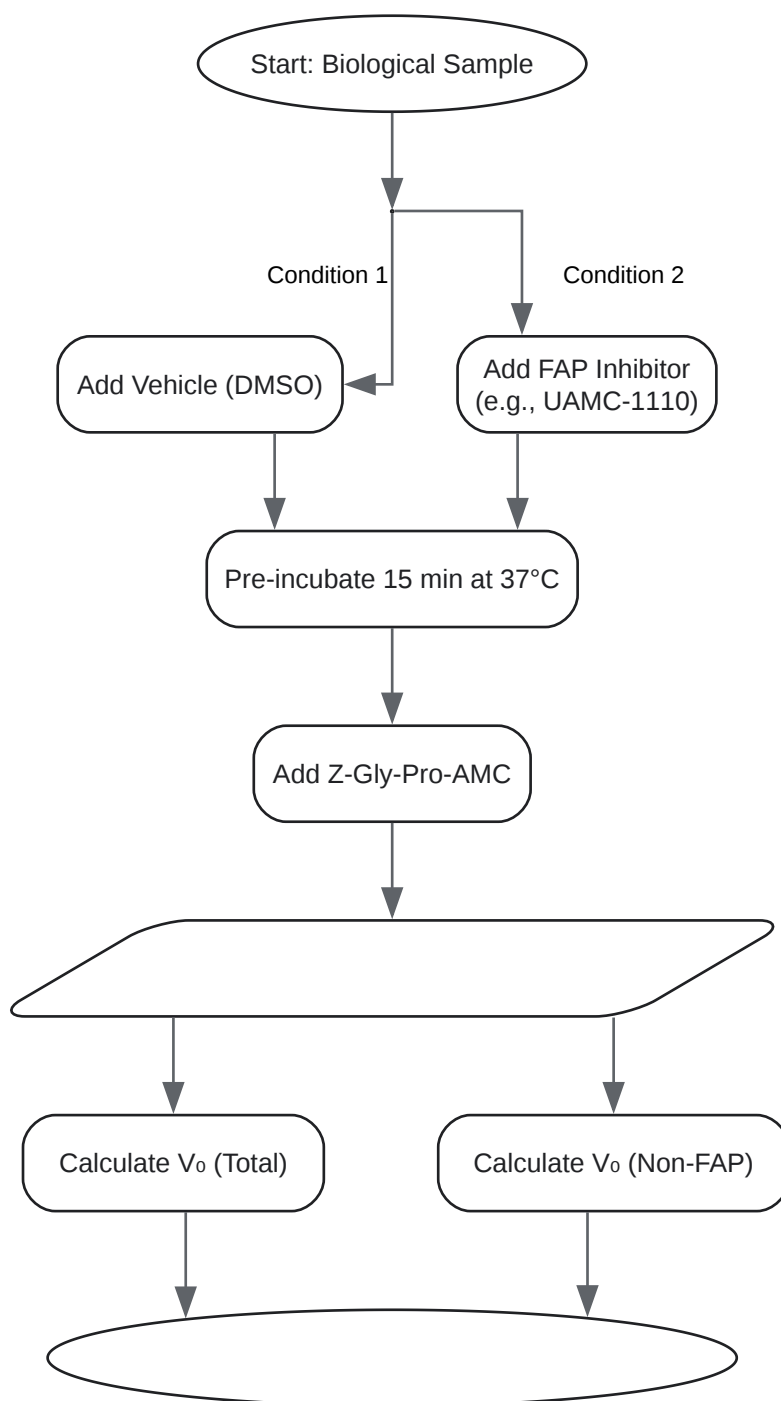 Start: Biological Sample
Condition 1
Condition 2
Add Vehicle (DMSO)
Add FAP Inhibitor
(e.g., UAMC-1110)
Pre-incubate 15 min at 37°C
Add Z-Gly-Pro-AMC
Calculate V₀ (Total)
Calculate V₀ (Non-FAP)